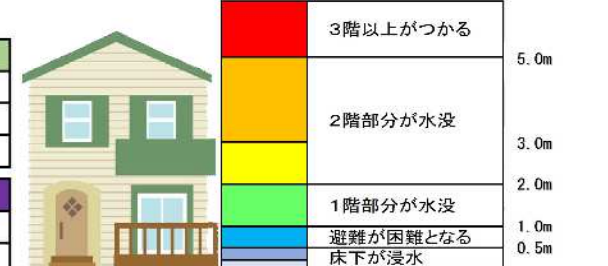 3階以上がつかる
5.0m
2階部分が水没
3.0m
2.0m
1階部分が水没
1.0m
避難が困難となる
0.5m
床下が浸水